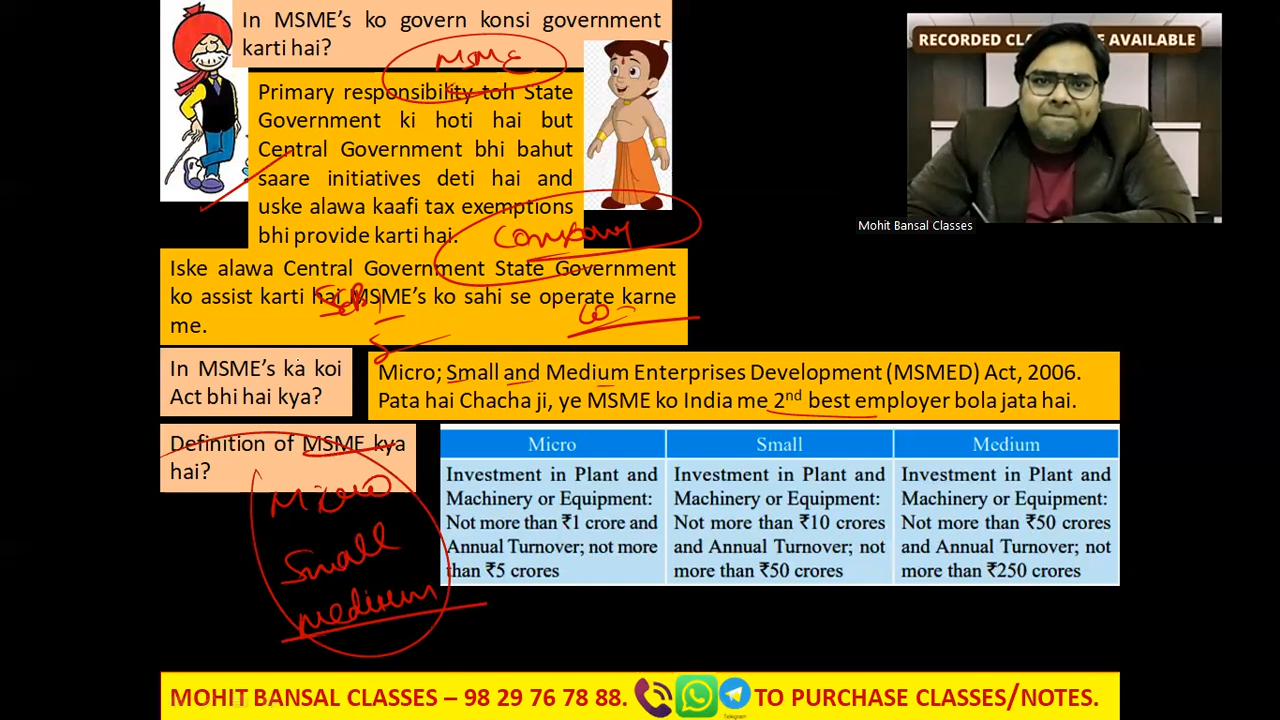 In MSME’s ko govern konsi government
karti hai?
MSME
Primary responsibility toh State
Government ki hoti hai but
Central Government bhi bahut
saare initiatives deti hai and
uske alawa kaafi tax exemptions
bhi provide karti hai.
Company
Iske alawa Central Government State Government
ko assist karti hai MSME’s ko sahi se operate karne
me.
SEBI
In MSME’s ka koi
Act bhi hai kya?
Micro; Small and Medium Enterprises Development (MSMED) Act, 2006.
Pata hai Chacha ji, ye MSME ko India me 2nd best employer bola jata hai.
Definition of MSME kya
hai?
Micro
Small
medium
Micro
Investment in Plant and
Machinery or Equipment:
Not more than ₹1 crore and
Annual Turnover; not more
than ₹5 crores
Small
Investment in Plant and
Machinery or Equipment:
Not more than ₹10 crores
and Annual Turnover; not
more than ₹50 crores
Medium
Investment in Plant and
Machinery or Equipment:
Not more than ₹50 crores
and Annual Turnover; not
more than ₹250 crores
RECORDED AVAILABLE
Mohit Bansal Classes
MOHIT BANSAL CLASSES – 98 29 76 78 88. TO PURCHASE CLASSES/NOTES.
Telegram